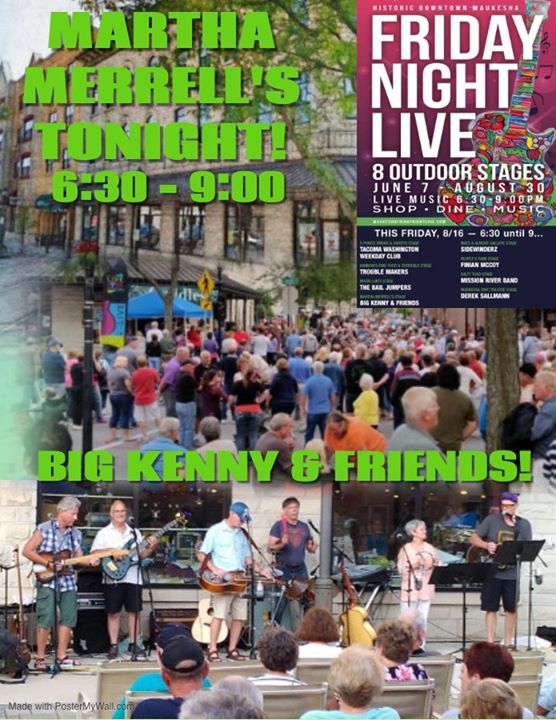 MARTHA
MERRELL'S
TONIGHT!
6:30 - 9:00
HISTORIC DOWNTOWN WAUKESHA
FRIDAY
NIGHT
LIVE
8 OUTDOOR STAGES
JUNE 7 - AUGUST 30
LIVE MUSIC 6:30-9:00PM
SHOP • DINE • MUSIC
THIS FRIDAY, 8/16 — 6:30 until 9...
TACOMA WASHINGTON
WEEKDAY CLUB
TROUBLE MAKERS
THE BAIL JUMPERS
MARTHA MERRELL'S STAGE
BIG KENNY & FRIENDS
SIDEWINDERZ
PEOPLE'S PARK STAGE
FINIAN MCCOY
MISSION RIVER BAND
DEREK SALLMANN
BIG KENNY & FRIENDS!
Made with PosterMyWall.com